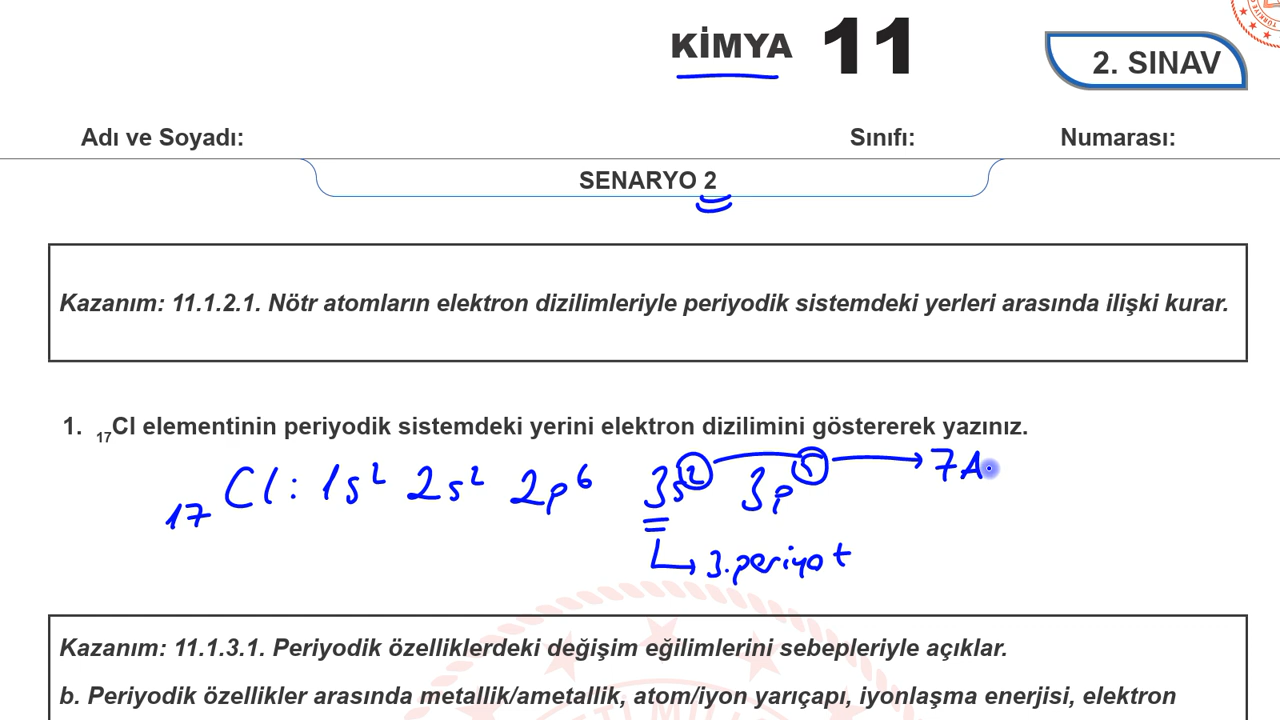 KİMYA 11
2. SINAV
Adı ve Soyadı: Sınıfı: Numarası:
SENARYO 2
Kazanım: 11.1.2.1. Nötr atomların elektron dizilimleriyle periyodik sistemdeki yerleri arasında ilişki kurar.
1. ₁₇Cl elementinin periyodik sistemdeki yerini elektron dizilimini göstererek yazınız.
₁₇Cl: 1s² 2s² 2p⁶ 3s² 3p⁵ → 7A
3. periyot
Kazanım: 11.1.3.1. Periyodik özelliklerdeki değişim eğilimlerini sebepleriyle açıklar.
b. Periyodik özellikler arasında metallik/ametallik, atom/iyon yarıçapı, iyonlaşma enerjisi, elektron